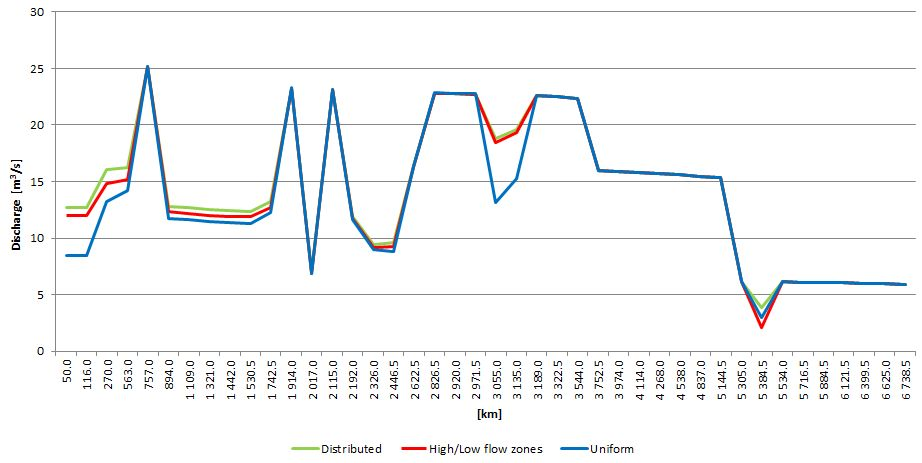 30
25
20
15
10
5
0
Discharge [m³/s]
50.0 116.0 270.0 563.0 757.0 894.0 1 109.0 1 321.0 1 442.0 1 530.5 1 742.5 1 914.0 2 017.0 2 115.0 2 192.0 2 326.0 2 446.5 2 622.5 2 826.5 2 920.0 2 971.5 3 055.0 3 135.0 3 189.0 3 322.5 3 544.0 3 752.5 3 974.0 4 114.0 4 268.0 4 538.0 4 837.0 5 144.5 5 305.0 5 384.5 5 534.0 5 716.5 5 884.5 6 121.5 6 399.5 6 625.0 6 738.5
[km]
Distributed High/Low flow zones Uniform